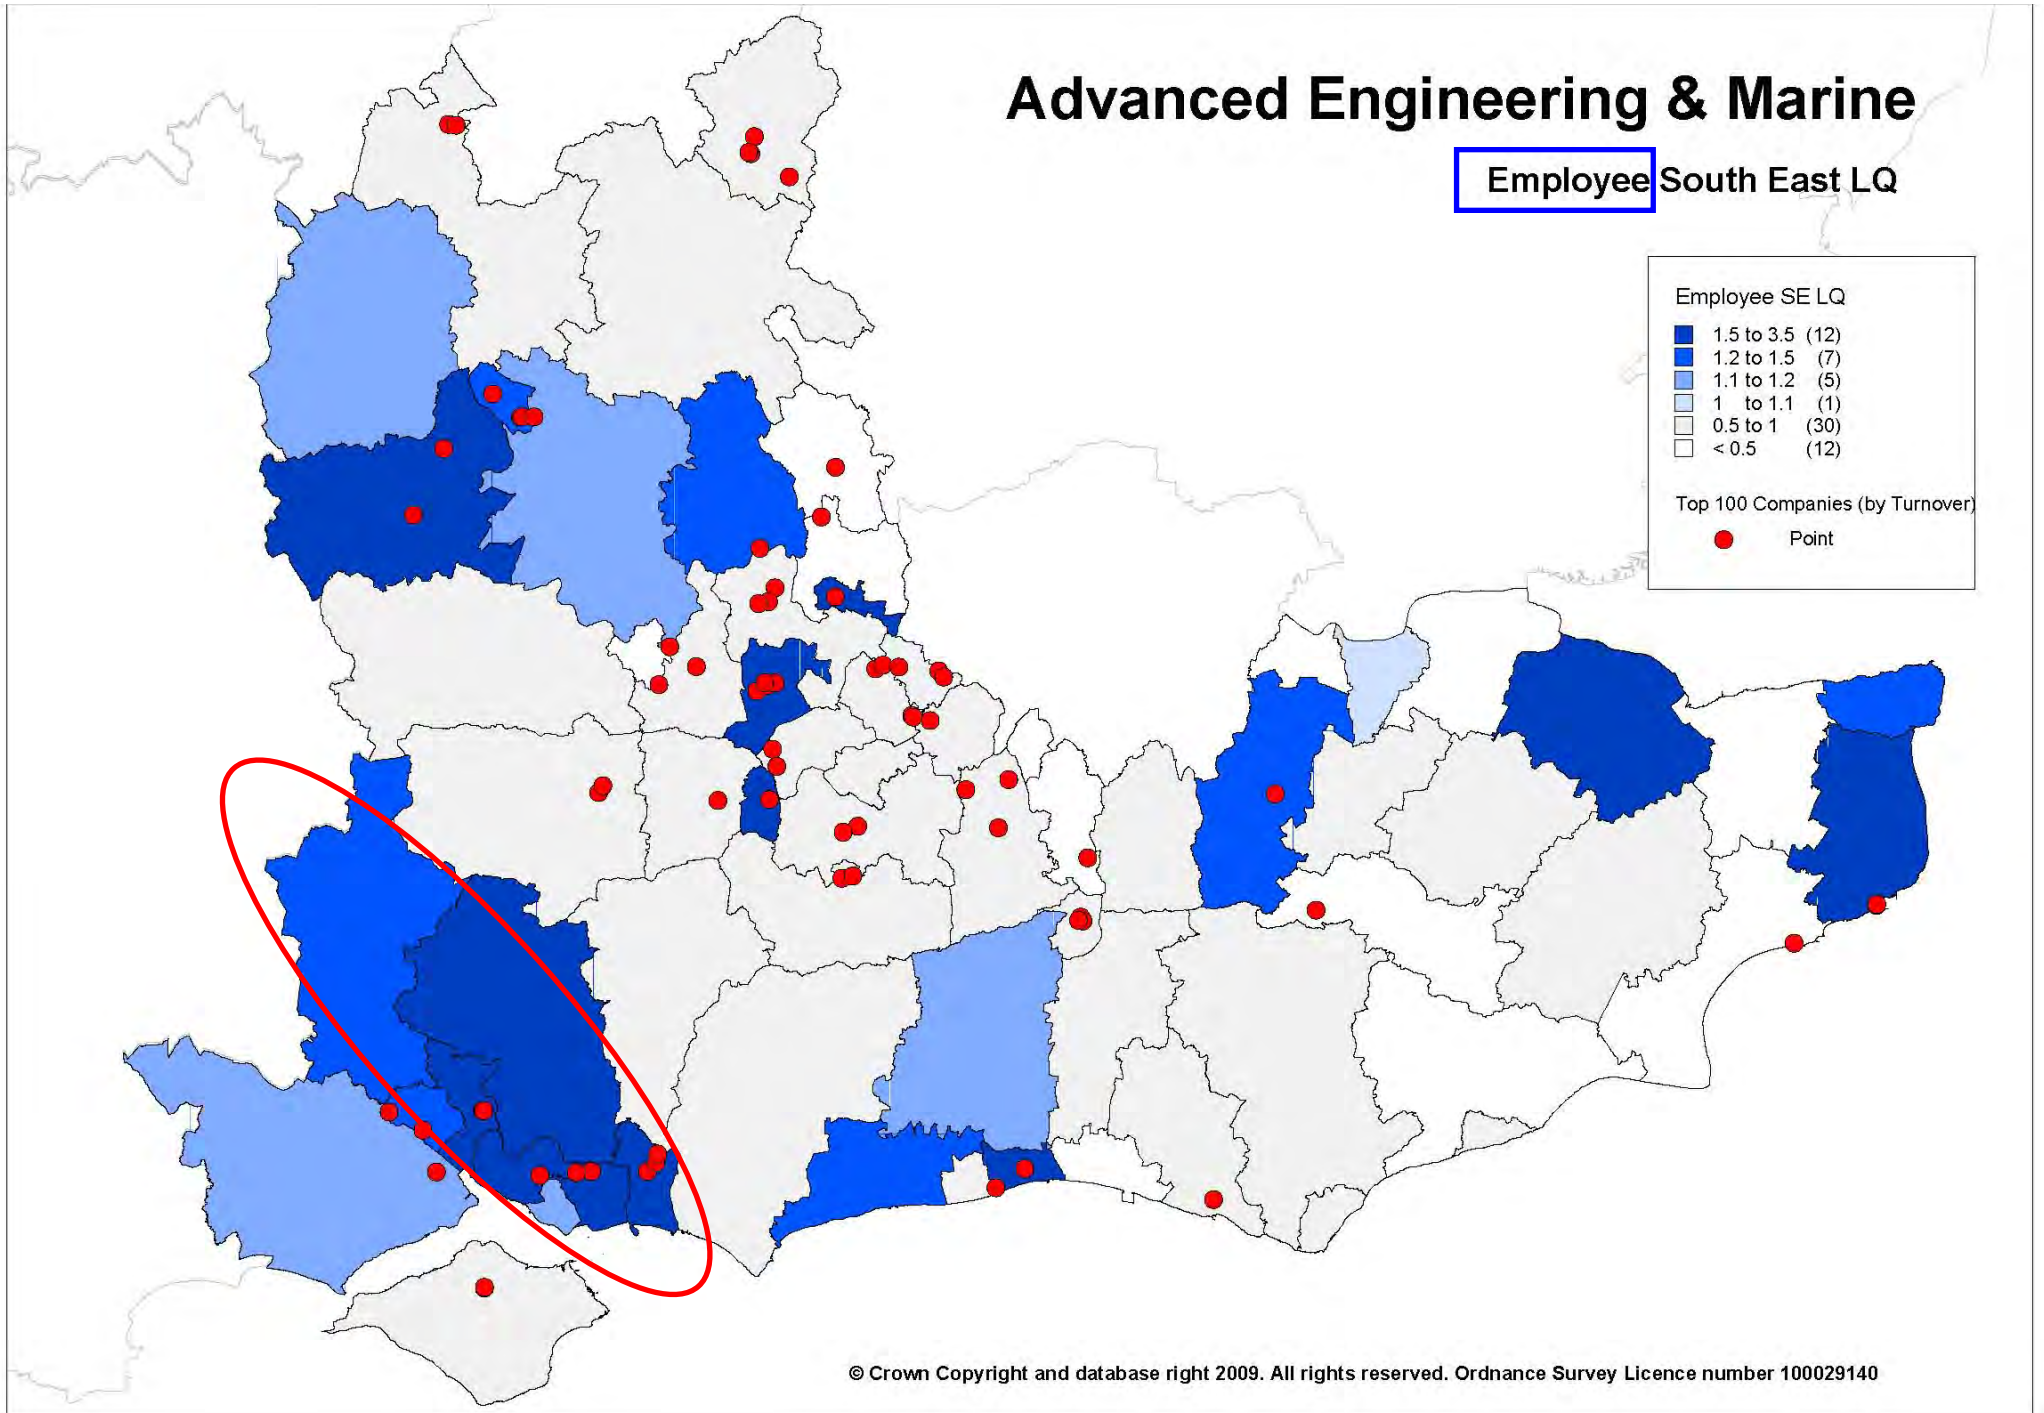 Advanced Engineering & Marine
Employee South East LQ
Employee SE LQ
1.5 to 3.5 (12)
1.2 to 1.5 (7)
1.1 to 1.2 (5)
1 to 1.1 (1)
0.5 to 1 (30)
< 0.5 (12)
Top 100 Companies (by Turnover)
Point
© Crown Copyright and database right 2009. All rights reserved. Ordnance Survey Licence number 100029140